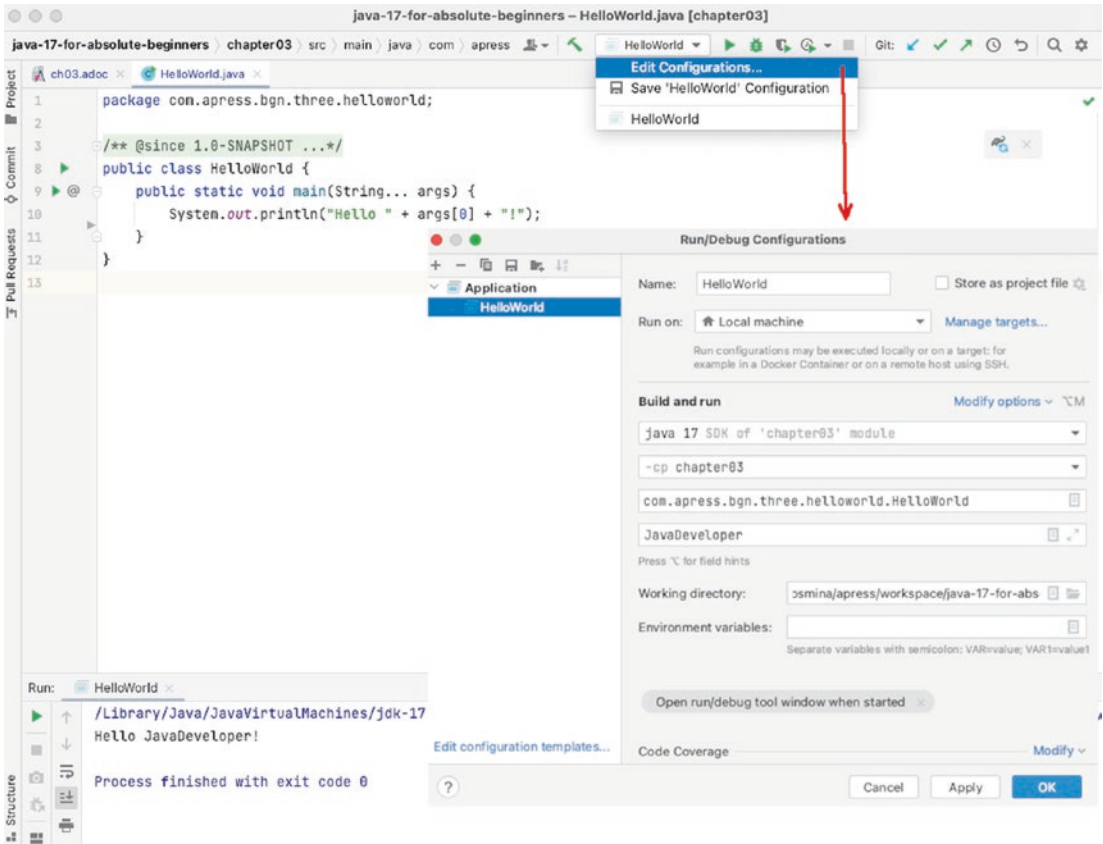 java-17-for-absolute-beginners – HelloWorld.java [chapter03]
java-17-for-absolute-beginners 〉 chapter03 〉 src 〉 main 〉 java 〉 com 〉 apress
HelloWorld
Git:
Edit Configurations...
Save 'HelloWorld' Configuration
HelloWorld
Project
Commit
Pull Requests
Structure
ch03.adoc ×
HelloWorld.java ×
1 package com.apress.bgn.three.helloworld;
2
3 /** @since 1.0-SNAPSHOT ...*/
8 public class HelloWorld {
9 @ public static void main(String... args) {
10 System.out.println("Hello " + args[0] + "!");
11 }
12 }
13
Run/Debug Configurations
Application
HelloWorld
Name: HelloWorld
Store as project file
Run on: Local machine
Manage targets...
Run configurations may be executed locally or on a target: for
example in a Docker Container or on a remote host using SSH.
Build and run
Modify options ⌥M
java 17 SDK of 'chapter03' module
-cp chapter03
com.apress.bgn.three.helloworld.HelloWorld
JavaDeveloper
Press ⌥ for field hints
Working directory: osmina/apress/workspace/java-17-for-abs
Environment variables:
Separate variables with semicolon: VAR=value; VAR1=value1
Open run/debug tool window when started ×
Code Coverage
Modify
Edit configuration templates...
?
Cancel
Apply
OK
Run: HelloWorld ×
/Library/Java/JavaVirtualMachines/jdk-17
Hello JavaDeveloper!
Process finished with exit code 0